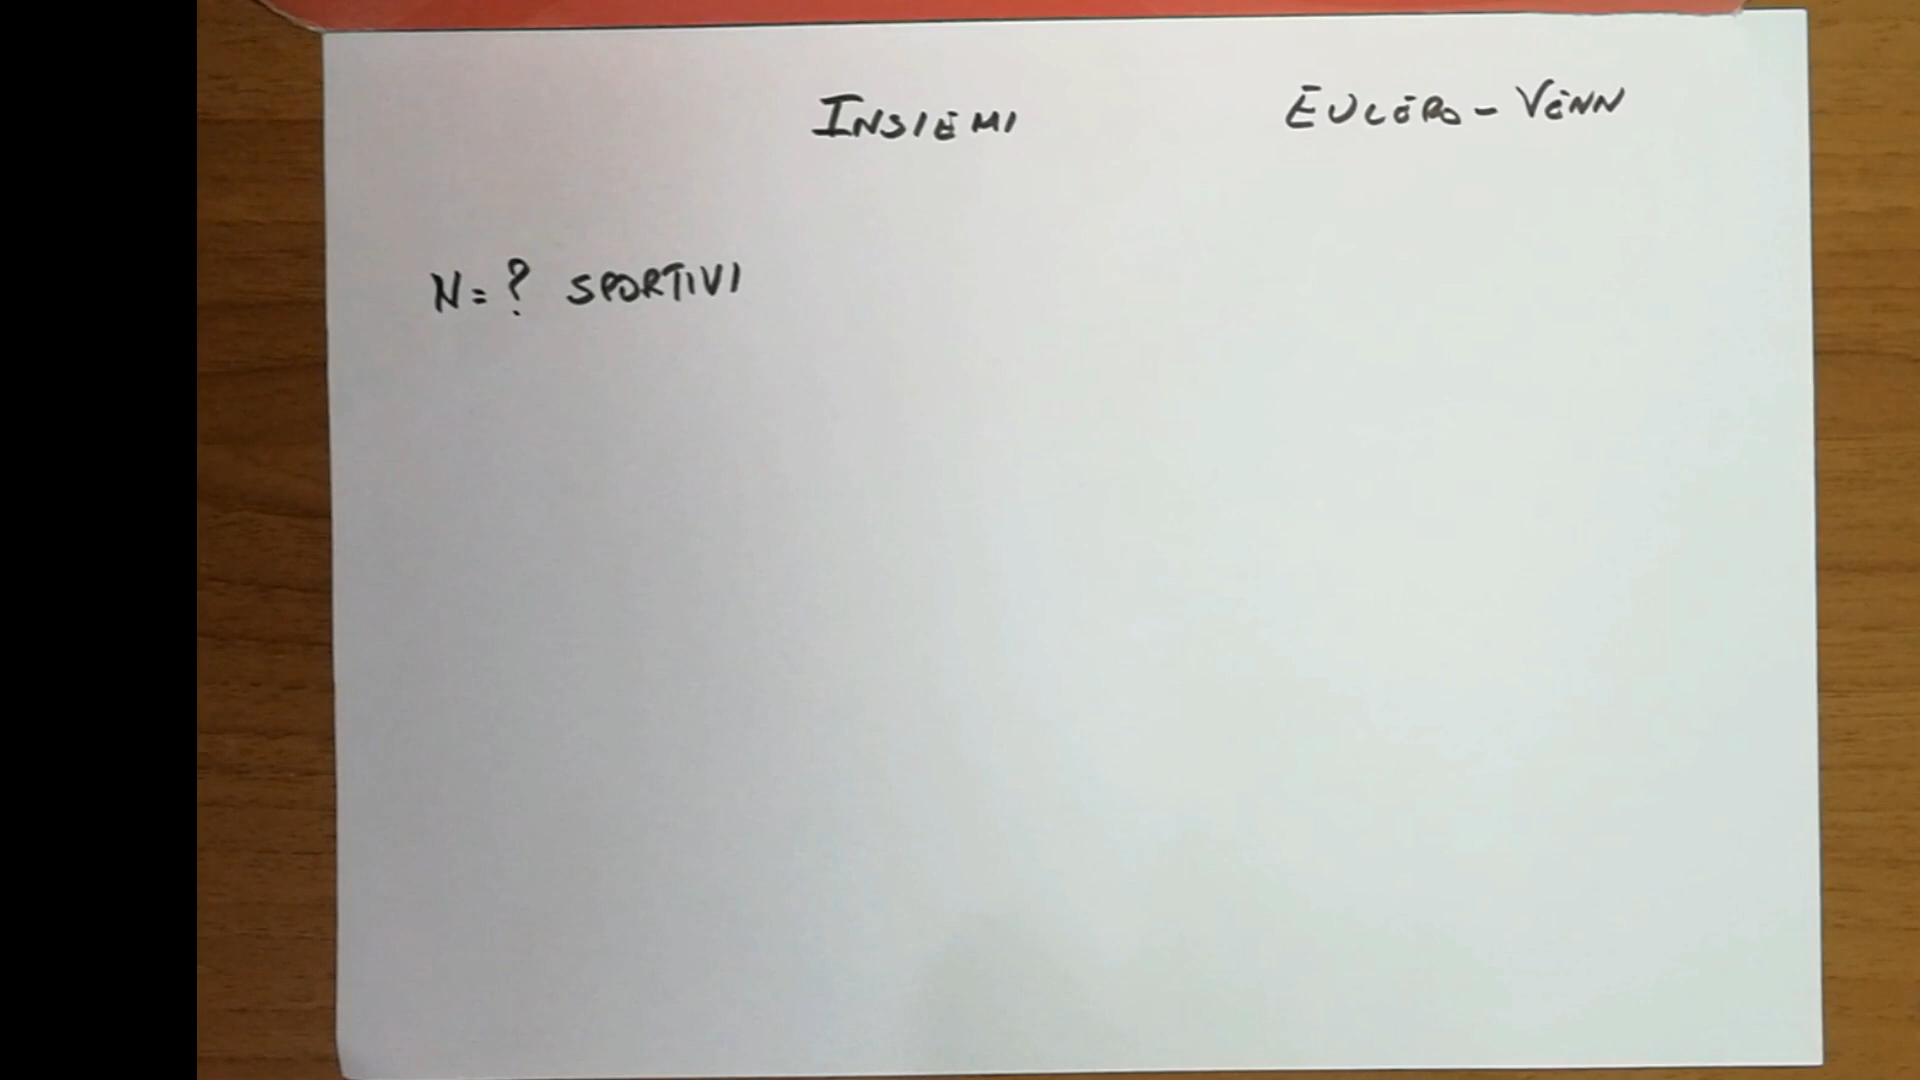 INSIEMI
EULERO - VENN
N = ? SPORTIVI